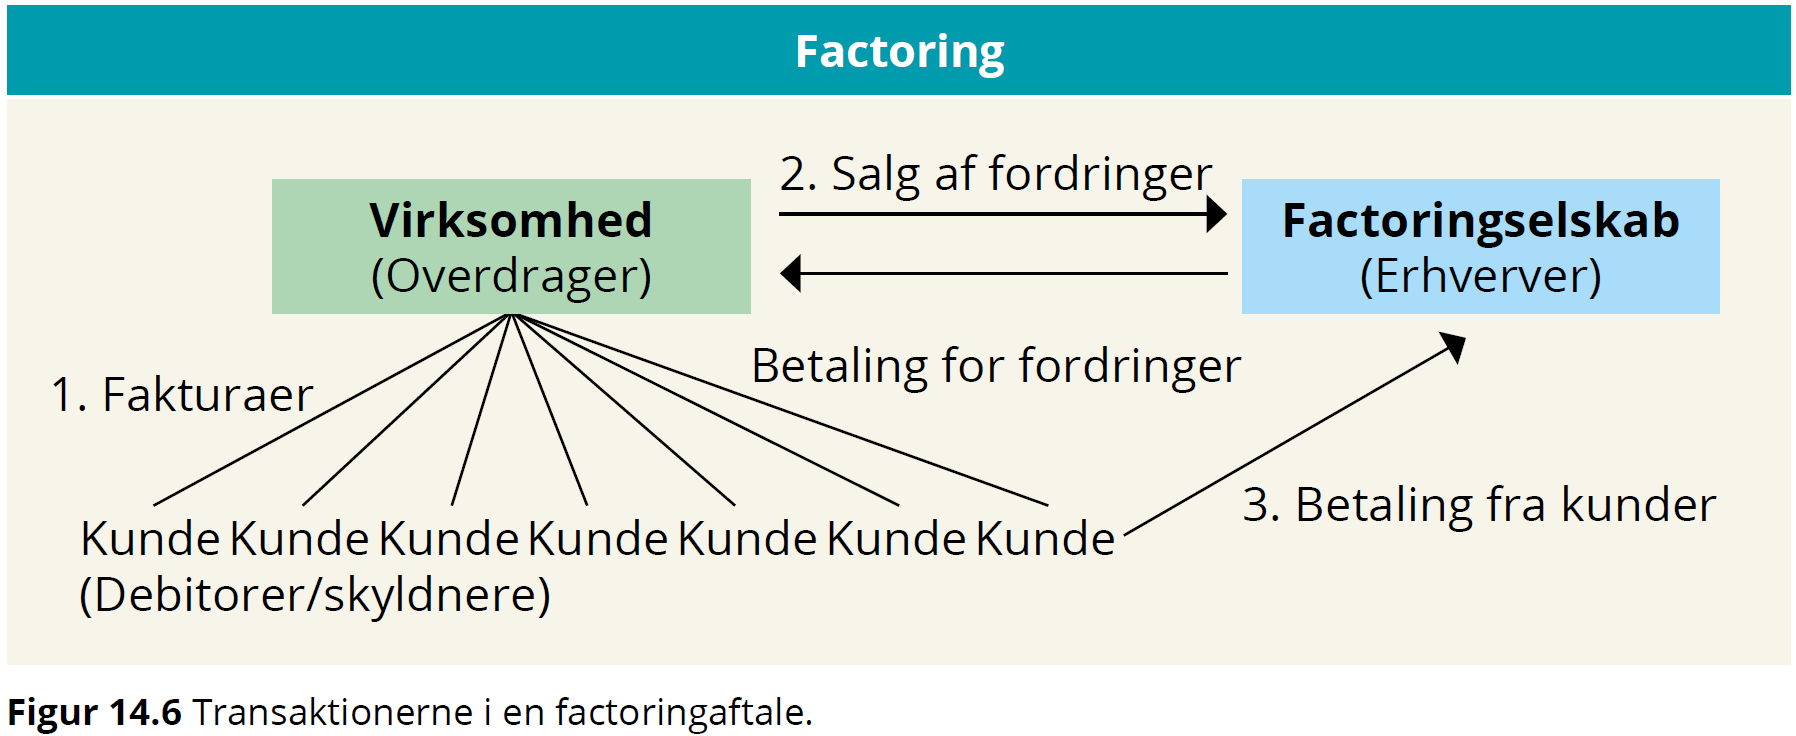 Factoring
2. Salg af fordringer
Virksomhed
(Overdrager)
Factoringselskab
(Erhverver)
Betaling for fordringer
1. Fakturaer
3. Betaling fra kunder
Kunde Kunde Kunde Kunde Kunde Kunde Kunde
(Debitorer/skyldnere)
Figur 14.6 Transaktionerne i en factoringaftale.